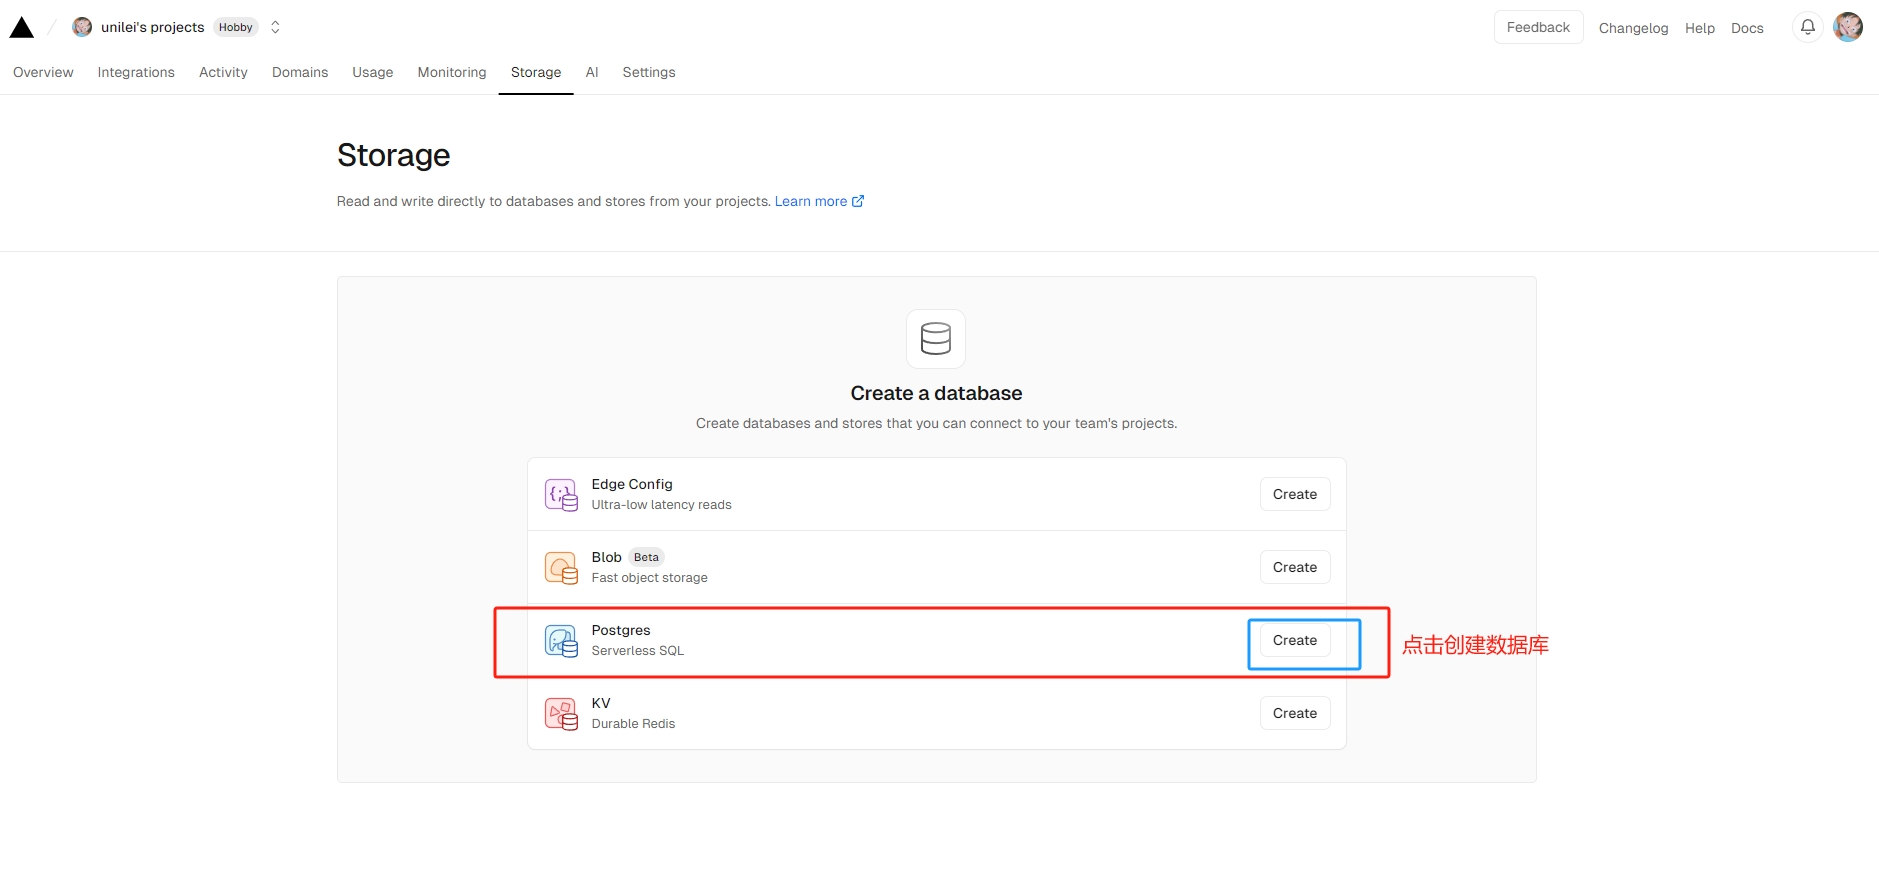 unilei's projects Hobby
Feedback Changelog Help Docs
Overview Integrations Activity Domains Usage Monitoring Storage AI Settings
Storage
Read and write directly to databases and stores from your projects. Learn more
Create a database
Create databases and stores that you can connect to your team's projects.
Edge Config
Ultra-low latency reads
Create
Blob Beta
Fast object storage
Create
Postgres
Serverless SQL
Create
点击创建数据库
KV
Durable Redis
Create